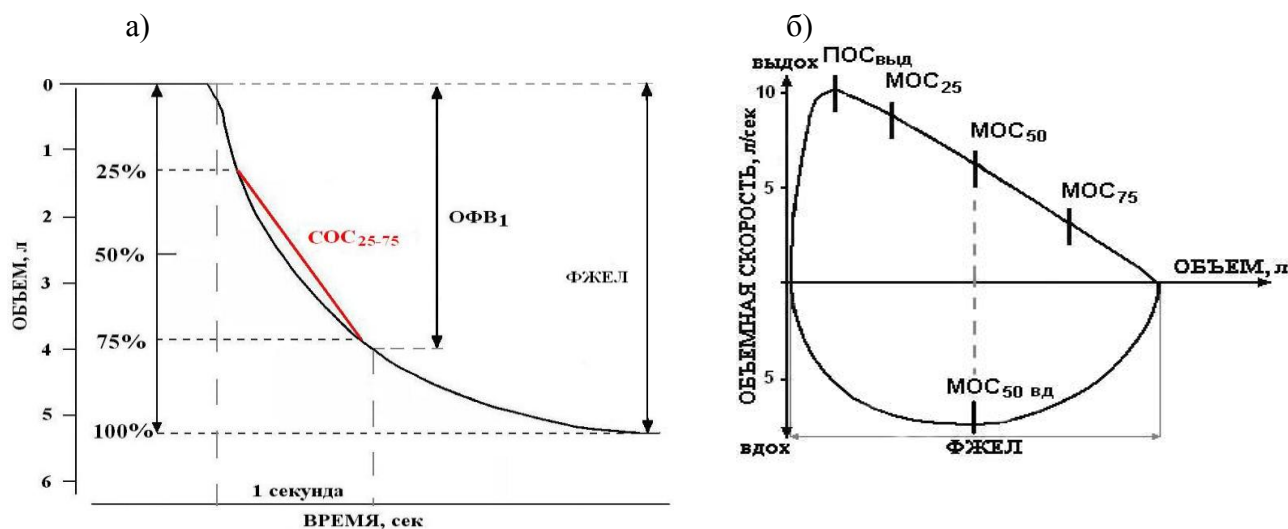 а)
0
1
2
3
4
5
6
ОБЪЕМ, л
25%
50%
75%
100%
СОС25-75
ОФВ1
ФЖЕЛ
1 секунда
ВРЕМЯ, сек
б)
выдох
ПОСвыд
10
МОС25
МОС50
5
МОС75
ОБЪЕМ, л
ОБЪЕМНАЯ СКОРОСТЬ, л/сек
5
МОС50 вд
вдох
ФЖЕЛ